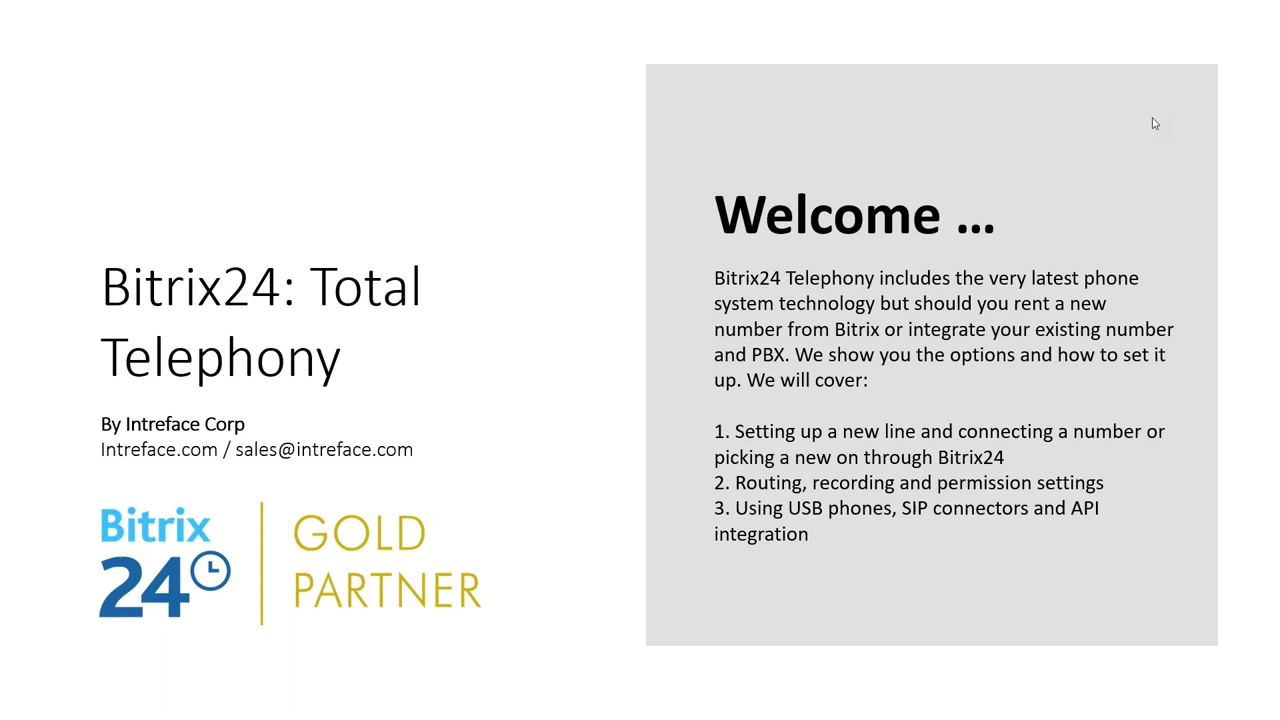 Bitrix24: Total
Telephony
By Intreface Corp
Intreface.com / sales@intreface.com
Bitrix
24
GOLD
PARTNER
Welcome ...
Bitrix24 Telephony includes the very latest phone
system technology but should you rent a new
number from Bitrix or integrate your existing number
and PBX. We show you the options and how to set it
up. We will cover:
1. Setting up a new line and connecting a number or
picking a new on through Bitrix24
2. Routing, recording and permission settings
3. Using USB phones, SIP connectors and API
integration